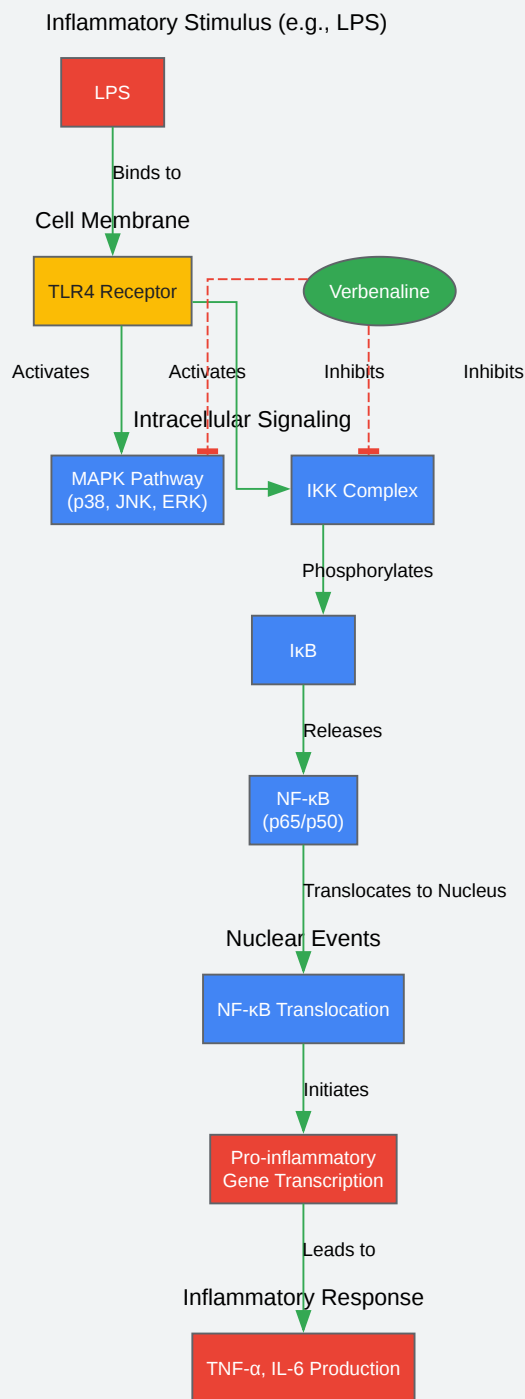 Inflammatory Stimulus (e.g., LPS)
LPS
Binds to
Cell Membrane
TLR4 Receptor
Verbenaline
Activates
Activates
Inhibits
Inhibits
Intracellular Signaling
MAPK Pathway
(p38, JNK, ERK)
IKK Complex
Phosphorylates
IκB
Releases
NF-κB
(p65/p50)
Translocates to Nucleus
Nuclear Events
NF-κB Translocation
Initiates
Pro-inflammatory
Gene Transcription
Leads to
Inflammatory Response
TNF-α, IL-6 Production